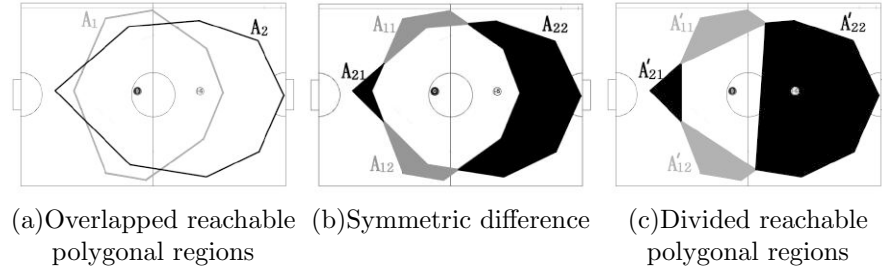 A1
A2
A11
A22
A21
A12
A′11
A′22
A′21
A′12
(a)Overlapped reachable
polygonal regions
(b)Symmetric difference
(c)Divided reachable
polygonal regions